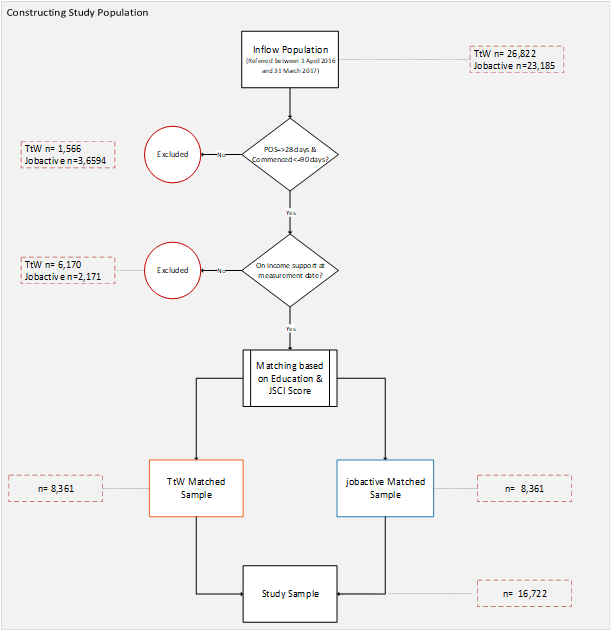 Constructing Study Population
Inflow Population
(Referred between 1 April 2016
and 31 March 2017)
TtW n= 26,822
Jobactive n=23,185
TtW n= 1,566
Jobactive n=3,6594
Excluded
No
POS=>28 days &
Commenced<=90 days?
Yes
TtW n= 6,170
Jobactive n=2,171
Excluded
No
On income support at
measurement date?
Yes
Matching based
on Education &
JSCI Score
n= 8,361
TtW Matched
Sample
jobactive Matched
Sample
n= 8,361
Study Sample
n= 16,722